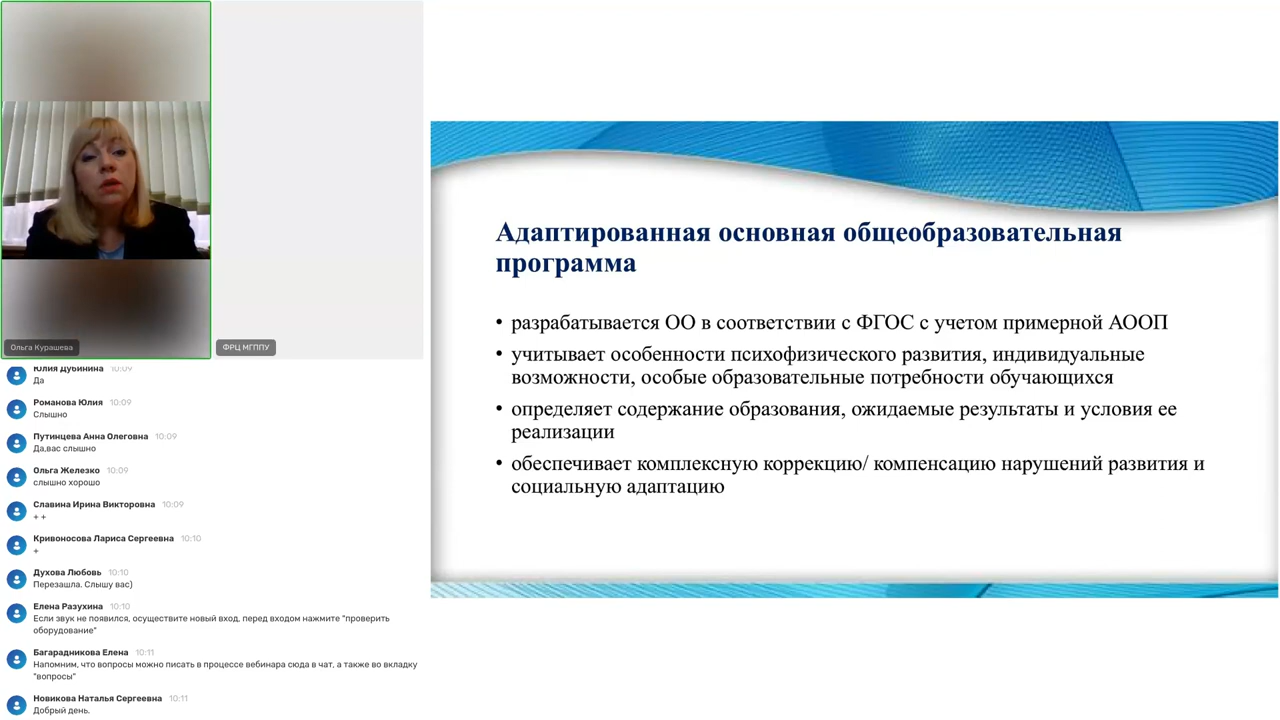 Ольга Курашева
ФРЦ МГППУ
Юлия Дубинина 10:09
Да
Романова Юлия 10:09
Слышно
Путинцева Анна Олеговна 10:09
Да,вас слышно
Ольга Железко 10:09
слышно хорошо
Славина Ирина Викторовна 10:09
+ +
Кривоносова Лариса Сергеевна 10:10
+
Духова Любовь 10:10
Перезашла. Слышу вас)
Елена Разухина 10:10
Если звук не появился, осуществите новый вход, перед входом нажмите "проверить
оборудование"
Багарадникова Елена 10:11
Напомним, что вопросы можно писать в процессе вебинара сюда в чат, а также во вкладку
"вопросы"
Новикова Наталья Сергеевна 10:11
Добрый день.
Адаптированная основная общеобразовательная
программа
• разрабатывается ОО в соответствии с ФГОС с учетом примерной АООП
• учитывает особенности психофизического развития, индивидуальные
возможности, особые образовательные потребности обучающихся
• определяет содержание образования, ожидаемые результаты и условия ее
реализации
• обеспечивает комплексную коррекцию/ компенсацию нарушений развития и
социальную адаптацию